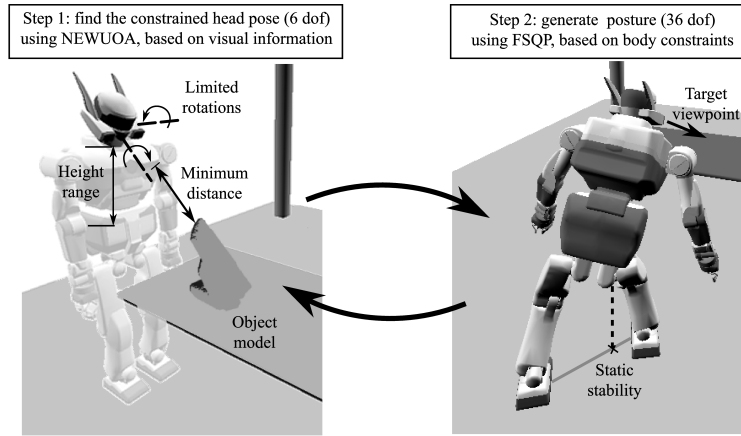 Step 1: find the constrained head pose (6 dof)
using NEWUOA, based on visual information
Step 2: generate  posture (36 dof)
using FSQP, based on body constraints
Limited
rotations
Height
range
Minimum
distance
Object
model
Target
viewpoint
Static
stability